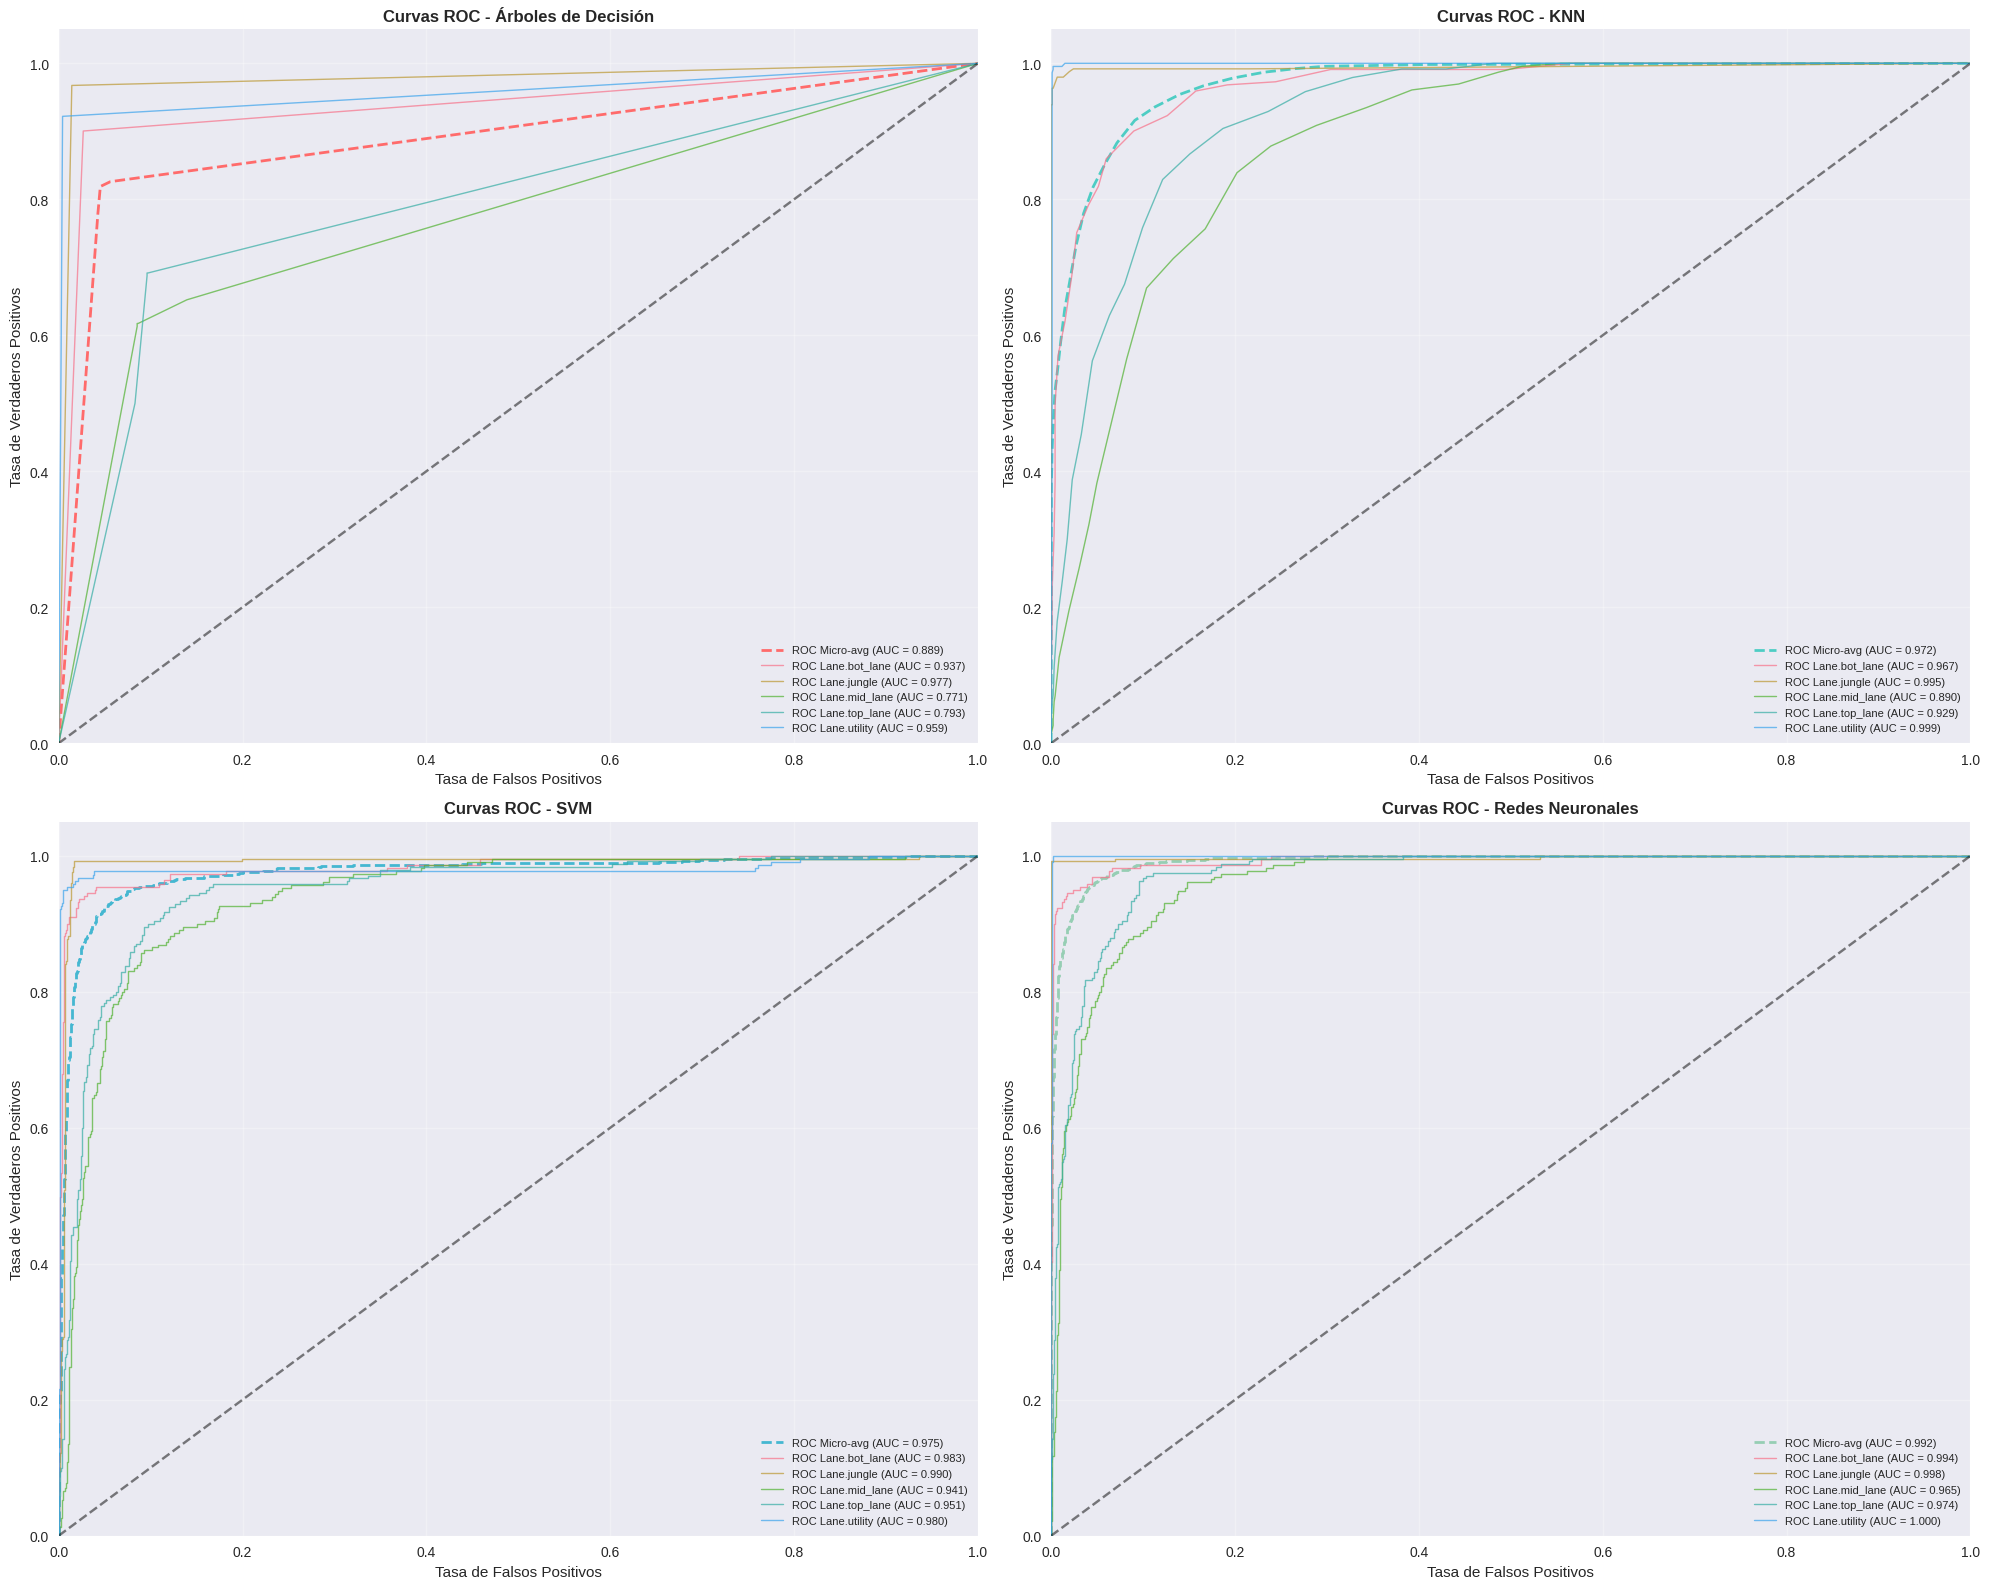 Curvas ROC - Árboles de Decisión
Tasa de Verdaderos Positivos
1.0
0.8
0.6
0.4
0.2
0.0
ROC Micro-avg (AUC = 0.889)
ROC Lane.bot_lane (AUC = 0.937)
ROC Lane.jungle (AUC = 0.977)
ROC Lane.mid_lane (AUC = 0.771)
ROC Lane.top_lane (AUC = 0.793)
ROC Lane.utility (AUC = 0.959)
0.0 0.2 0.4 0.6 0.8 1.0
Tasa de Falsos Positivos
Curvas ROC - KNN
Tasa de Verdaderos Positivos
1.0
0.8
0.6
0.4
0.2
0.0
ROC Micro-avg (AUC = 0.972)
ROC Lane.bot_lane (AUC = 0.967)
ROC Lane.jungle (AUC = 0.995)
ROC Lane.mid_lane (AUC = 0.890)
ROC Lane.top_lane (AUC = 0.929)
ROC Lane.utility (AUC = 0.999)
0.0 0.2 0.4 0.6 0.8 1.0
Tasa de Falsos Positivos
Curvas ROC - SVM
Tasa de Verdaderos Positivos
1.0
0.8
0.6
0.4
0.2
0.0
ROC Micro-avg (AUC = 0.975)
ROC Lane.bot_lane (AUC = 0.983)
ROC Lane.jungle (AUC = 0.990)
ROC Lane.mid_lane (AUC = 0.941)
ROC Lane.top_lane (AUC = 0.951)
ROC Lane.utility (AUC = 0.980)
0.0 0.2 0.4 0.6 0.8 1.0
Tasa de Falsos Positivos
Curvas ROC - Redes Neuronales
Tasa de Verdaderos Positivos
1.0
0.8
0.6
0.4
0.2
0.0
ROC Micro-avg (AUC = 0.992)
ROC Lane.bot_lane (AUC = 0.994)
ROC Lane.jungle (AUC = 0.998)
ROC Lane.mid_lane (AUC = 0.965)
ROC Lane.top_lane (AUC = 0.974)
ROC Lane.utility (AUC = 1.000)
0.0 0.2 0.4 0.6 0.8 1.0
Tasa de Falsos Positivos